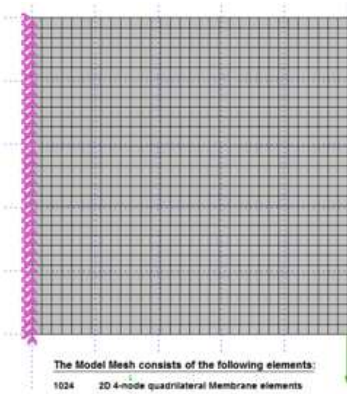 The Model Mesh consists of the following elements:
1024 2D 4-node quadrilateral Membrane elements